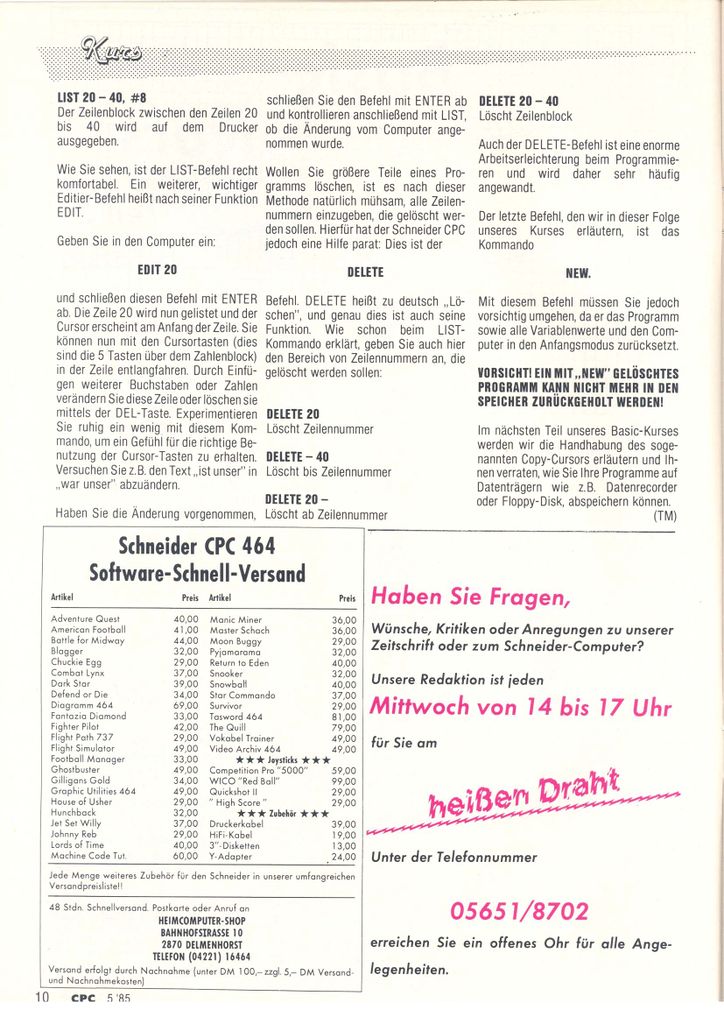 Kurs
LIST 20 – 40, #8
Der Zeilenblock zwischen den Zeilen 20
bis 40 wird auf dem Drucker
ausgegeben.
Wie Sie sehen, ist der LIST-Befehl recht
komfortabel. Ein weiterer, wichtiger
Editier-Befehl heißt nach seiner Funktion
EDIT.
Geben Sie in den Computer ein:
EDIT 20
und schließen diesen Befehl mit ENTER
ab. Die Zeile 20 wird nun gelistet und der
Cursor erscheint am Anfang der Zeile. Sie
können nun mit den Cursortasten (dies
sind die 5 Tasten über dem Zahlenblock)
in der Zeile entlangfahren. Durch Einfü-
gen weiterer Buchstaben oder Zahlen
verändern Sie diese Zeile oder löschen sie
mittels der DEL-Taste. Experimentieren
Sie ruhig ein wenig mit diesem Kom-
mando, um ein Gefühl für die richtige Be-
nutzung der Cursor-Tasten zu erhalten.
Versuchen Sie z.B. den Text „ist unser" in
„war unser" abzuändern.
Haben Sie die Änderung vorgenommen,
schließen Sie den Befehl mit ENTER ab
und kontrollieren anschließend mit LIST,
ob die Änderung vom Computer ange-
nommen wurde.
Wollen Sie größere Teile eines Pro-
gramms löschen, ist es nach dieser
Methode natürlich mühsam, alle Zeilen-
nummern einzugeben, die gelöscht wer-
den sollen. Hierfür hat der Schneider CPC
jedoch eine Hilfe parat: Dies ist der
DELETE
Befehl. DELETE heißt zu deutsch „Lö-
schen", und genau dies ist auch seine
Funktion. Wie schon beim LIST-
Kommando erklärt, geben Sie auch hier
den Bereich von Zeilennummern an, die
gelöscht werden sollen:
DELETE 20
Löscht Zeilennummer
DELETE – 40
Löscht bis Zeilennummer
DELETE 20 –
Löscht ab Zeilennummer
DELETE 20 – 40
Löscht Zeilenblock
Auch der DELETE-Befehl ist eine enorme
Arbeitserleichterung beim Programmie-
ren und wird daher sehr häufig
angewandt.
Der letzte Befehl, den wir in dieser Folge
unseres Kurses erläutern, ist das
Kommando
NEW.
Mit diesem Befehl müssen Sie jedoch
vorsichtig umgehen, da er das Programm
sowie alle Variablenwerte und den Com-
puter in den Anfangsmodus zurücksetzt.
VORSICHT! EIN MIT „NEW" GELÖSCHTES
PROGRAMM KANN NICHT MEHR IN DEN
SPEICHER ZURÜCKGEHOLT WERDEN!
Im nächsten Teil unseres Basic-Kurses
werden wir die Handhabung des soge-
nannten Copy-Cursors erläutern und Ih-
nen verraten, wie Sie Ihre Programme auf
Datenträgern wie z.B. Datenrecorder
oder Floppy-Disk, abspeichern können.
(TM)
Schneider CPC 464
Software-Schnell-Versand
Artikel Preis Artikel Preis
Adventure Quest 40,00 Manic Miner 36,00
American Football 41,00 Master Schach 36,00
Battle for Midway 44,00 Moon Buggy 29,00
Blagger 32,00 Pyjamarama 32,00
Chuckie Egg 29,00 Return to Eden 40,00
Combat Lynx 37,00 Snooker 32,00
Dark Star 39,00 Snowball 40,00
Defend or Die 34,00 Star Commando 37,00
Diagramm 464 69,00 Survivor 29,00
Fantazia Diamond 33,00 Tasword 464 81,00
Fighter Pilot 42,00 The Quill 79,00
Flight Path 737 29,00 Vokabel Trainer 49,00
Flight Simulator 49,00 Video Archiv 464 49,00
Football Manager 33,00 ★★★ Joysticks ★★★
Ghostbuster 49,00 Competition Pro "5000" 59,00
Gilligans Gold 34,00 WICO "Red Ball" 99,00
Graphic Utilities 464 49,00 Quickshot II 29,00
House of Usher 29,00 " High Score " 29,00
Hunchback 32,00 ★★★ Zubehör ★★★
Jet Set Willy 37,00 Druckerkabel 39,00
Johnny Reb 29,00 HiFi-Kabel 19,00
Lords of Time 40,00 3"-Disketten 13,00
Machine Code Tut. 60,00 Y-Adapter 24,00
Jede Menge weiteres Zubehör für den Schneider in unserer umfangreichen
Versandpreisliste!!
48 Stdn. Schnellversand. Postkarte oder Anruf an
HEIMCOMPUTER-SHOP
BAHNHOFSTRASSE 10
2870 DELMENHORST
TELEFON (04221) 16464
Versand erfolgt durch Nachnahme (unter DM 100,– zzgl. 5,– DM Versand-
und Nachnahmekosten)
Haben Sie Fragen,
Wünsche, Kritiken oder Anregungen zu unserer
Zeitschrift oder zum Schneider-Computer?
Unsere Redaktion ist jeden
Mittwoch von 14 bis 17 Uhr
für Sie am
heißen Draht
Unter der Telefonnummer
05651/8702
erreichen Sie ein offenes Ohr für alle Ange-
legenheiten.
10 CPC 5'85